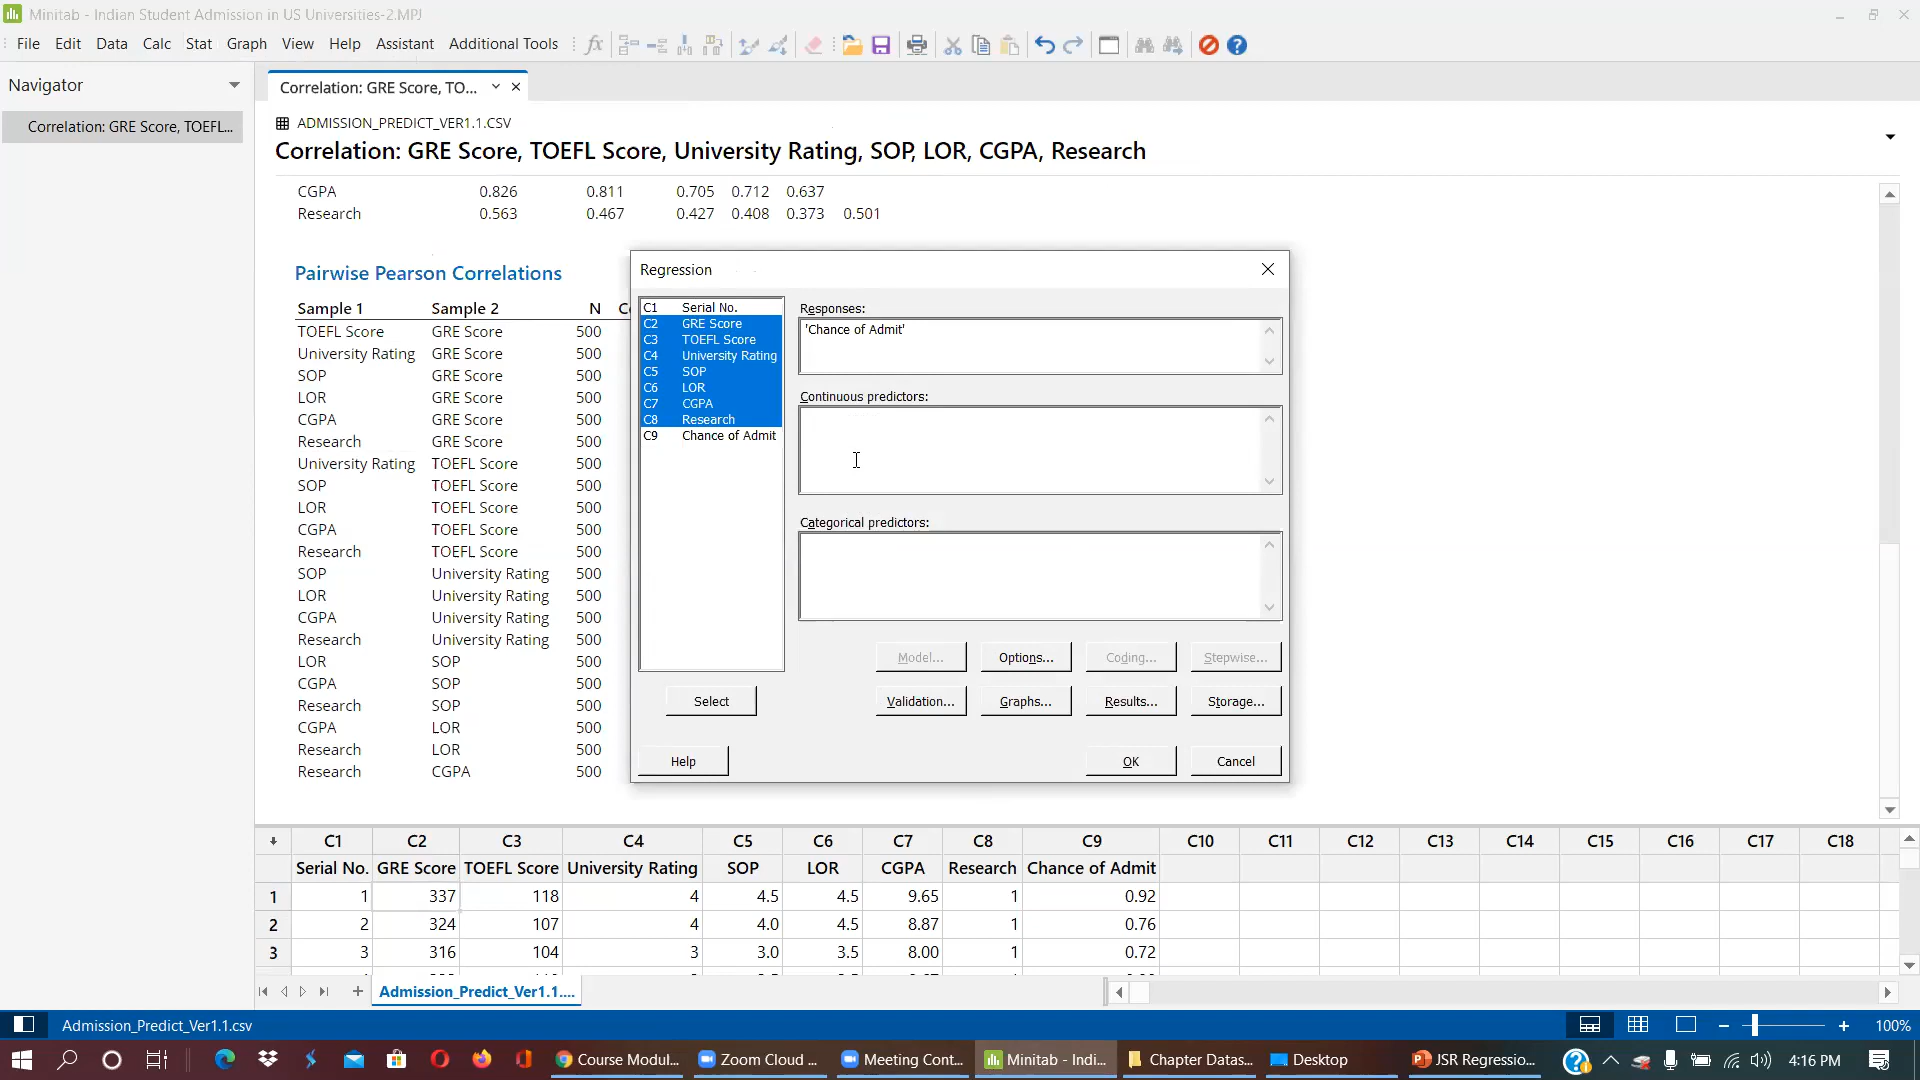 Minitab - Indian Student Admission in US Universities-2.MPJ
File Edit Data Calc Stat Graph View Help Assistant Additional Tools
Navigator
Correlation: GRE Score, TOEFL...
Correlation: GRE Score, TO...
ADMISSION_PREDICT_VER1.1.CSV
Correlation: GRE Score, TOEFL Score, University Rating, SOP, LOR, CGPA, Research
CGPA 0.826 0.811 0.705 0.712 0.637
Research 0.563 0.467 0.427 0.408 0.373 0.501
Pairwise Pearson Correlations
Sample 1 Sample 2 N
TOEFL Score GRE Score 500
University Rating GRE Score 500
SOP GRE Score 500
LOR GRE Score 500
CGPA GRE Score 500
Research GRE Score 500
University Rating TOEFL Score 500
SOP TOEFL Score 500
LOR TOEFL Score 500
CGPA TOEFL Score 500
Research TOEFL Score 500
SOP University Rating 500
LOR University Rating 500
CGPA University Rating 500
Research University Rating 500
LOR SOP 500
CGPA SOP 500
Research SOP 500
CGPA LOR 500
Research LOR 500
Research CGPA 500
Regression
C1 Serial No.
C2 GRE Score
C3 TOEFL Score
C4 University Rating
C5 SOP
C6 LOR
C7 CGPA
C8 Research
C9 Chance of Admit
Responses:
'Chance of Admit'
Continuous predictors:
Categorical predictors:
Model... Options... Coding... Stepwise...
Select Validation... Graphs... Results... Storage...
Help OK Cancel
C1 C2 C3 C4 C5 C6 C7 C8 C9 C10 C11 C12 C13 C14 C15 C16 C17 C18
Serial No. GRE Score TOEFL Score University Rating SOP LOR CGPA Research Chance of Admit
1 1 337 118 4 4.5 4.5 9.65 1 0.92
2 2 324 107 4 4.0 4.5 8.87 1 0.76
3 3 316 104 3 3.0 3.5 8.00 1 0.72
Admission_Predict_Ver1.1....
Admission_Predict_Ver1.1.csv
100%
Course Modul... Zoom Cloud ... Meeting Cont... Minitab - Indi... Chapter Datas... Desktop JSR Regressio... 4:16 PM